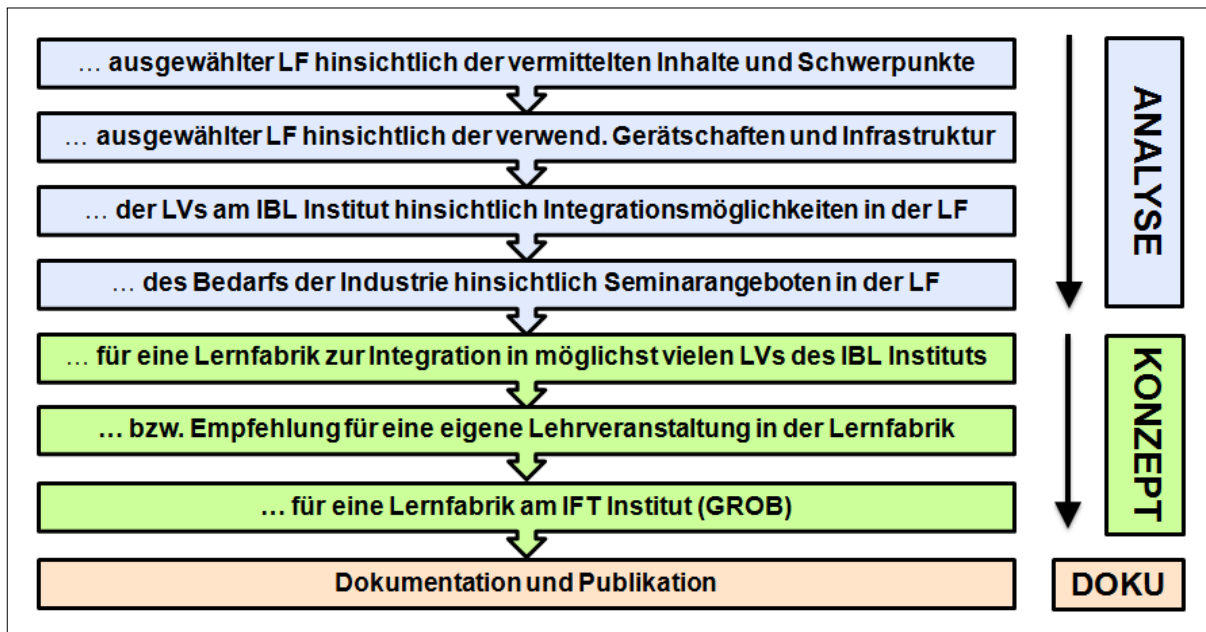 ... ausgewählter LF hinsichtlich der vermittelten Inhalte und Schwerpunkte
... ausgewählter LF hinsichtlich der verwend. Gerätschaften und Infrastruktur
... der LVs am IBL Institut hinsichtlich Integrationsmöglichkeiten in der LF
... des Bedarfs der Industrie hinsichtlich Seminarangeboten in der LF
ANALYSE
... für eine Lernfabrik zur Integration in möglichst vielen LVs des IBL Instituts
... bzw. Empfehlung für eine eigene Lehrveranstaltung in der Lernfabrik
... für eine Lernfabrik am IFT Institut (GROB)
KONZEPT
Dokumentation und Publikation
DOKU